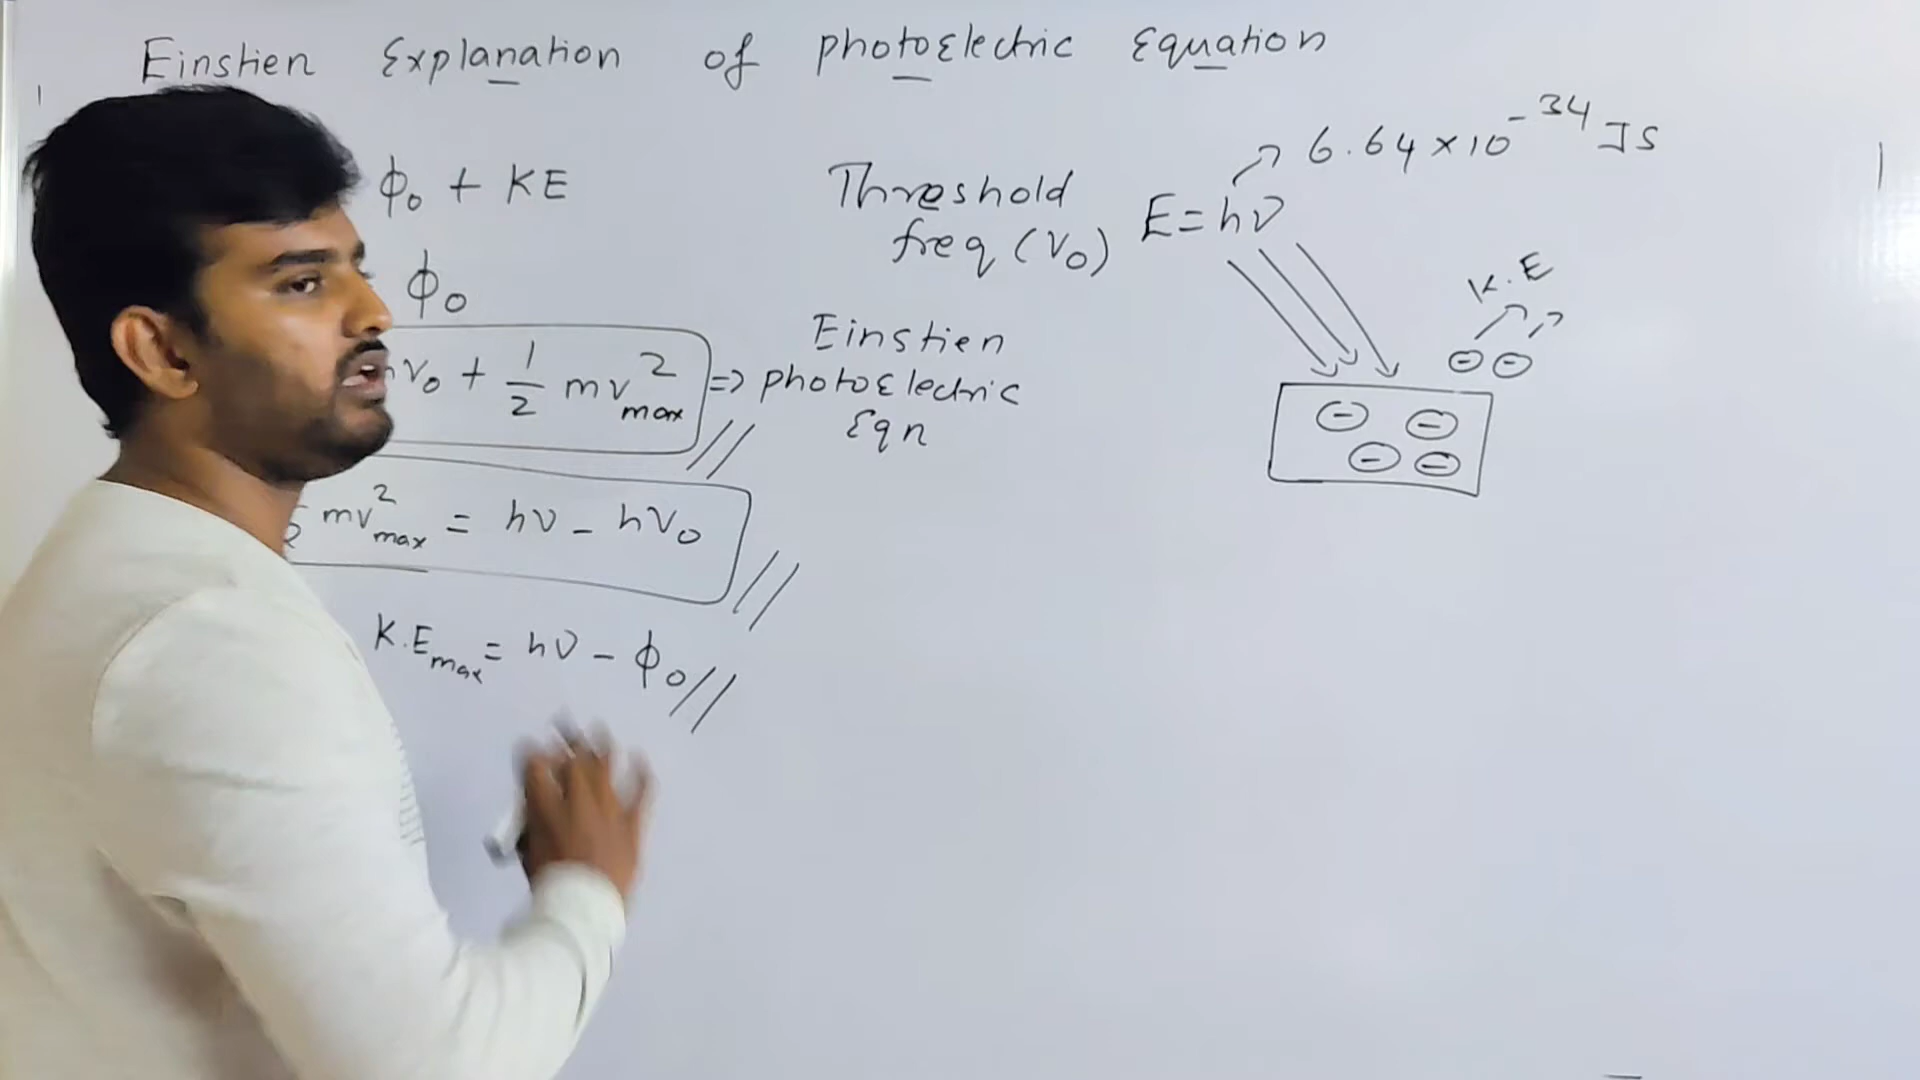 Einstien Explanation of photoElectric Equation
ϕ₀ + KE
ϕ₀
hν₀ + 1/2 mv²max
=> Einstien photoElectric Eqn
mv²max = hν - hν₀
K.Emax = hν - ϕ₀
Threshold
freq (ν₀)
6.64 × 10⁻³⁴ JS
E = hν
K.E